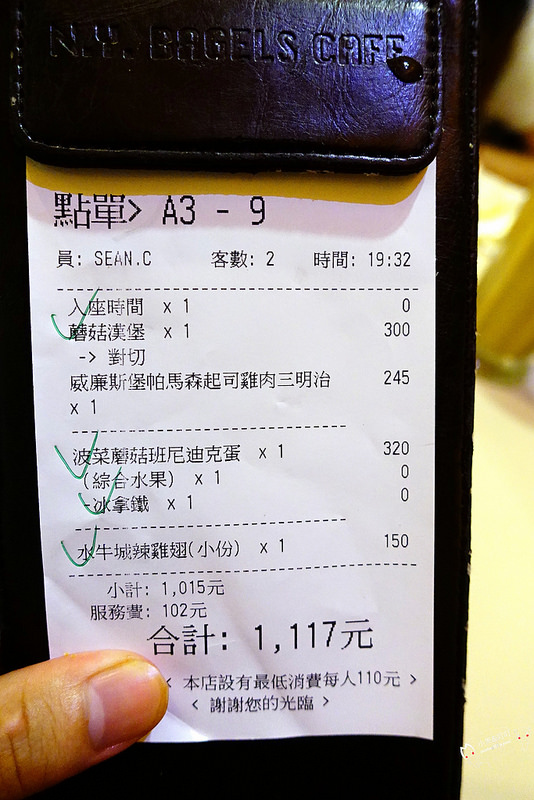 N.Y. BAGELS CAFE
點單> A3 - 9
員: SEAN.C 客數: 2 時間: 19:32
入座時間 x 1 0
蘑菇漢堡 x 1 300
-> 對切
威廉斯堡帕馬森起司雞肉三明治 245
x 1
波菜蘑菇班尼迪克蛋 x 1 320
(綜合水果) x 1 0
-冰拿鐵 x 1 0
水牛城辣雞翅(小份) x 1 150
小計: 1,015元
服務費: 102元
合計: 1,117元
< 本店設有最低消費每人110元 >
< 謝謝您的光臨 >